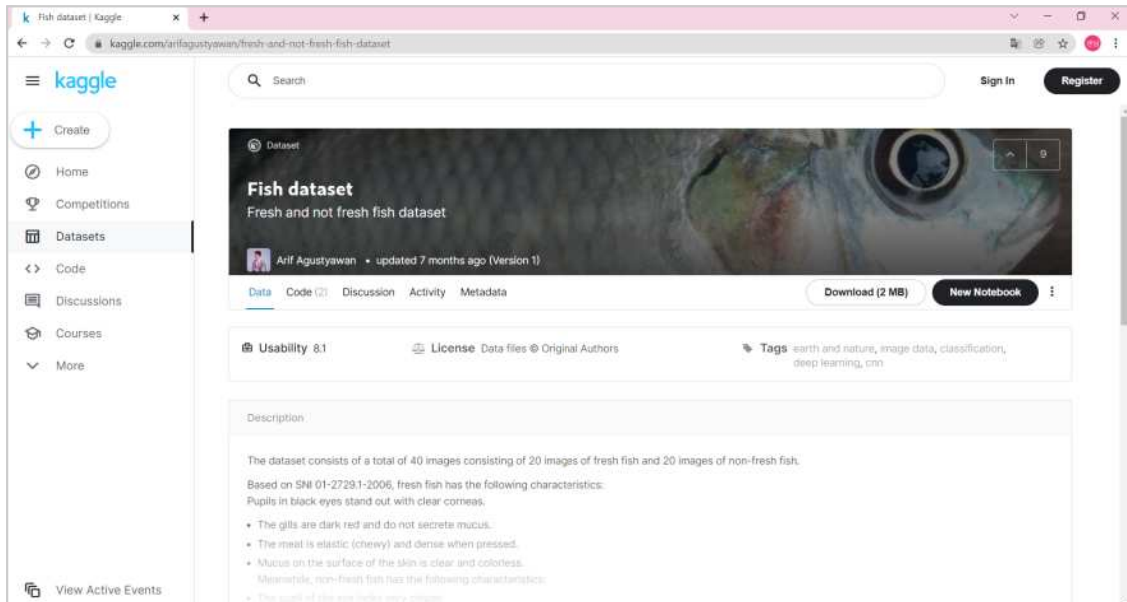 Fish dataset | Kaggle
kaggle.com/arifagustyawan/fresh-and-not-fresh-fish-dataset
kaggle
Search
Sign In
Register
Create
Home
Competitions
Datasets
Code
Discussions
Courses
More
View Active Events
Dataset
9
Fish dataset
Fresh and not fresh fish dataset
Arif Agustyawan • updated 7 months ago (Version 1)
Data Code (2) Discussion Activity Metadata
Download (2 MB)
New Notebook
Usability 8.1
License Data files © Original Authors
Tags earth and nature, image data, classification,
deep learning, cnn
Description
The dataset consists of a total of 40 images consisting of 20 images of fresh fish and 20 images of non-fresh fish.
Based on SNI 01-2729.1-2006, fresh fish has the following characteristics:
Pupils in black eyes stand out with clear corneas.
• The gills are dark red and do not secrete mucus.
• The meat is elastic (chewy) and dense when pressed.
• Mucus on the surface of the skin is clear and colorless.
Meanwhile, non-fresh fish has the following characteristics: